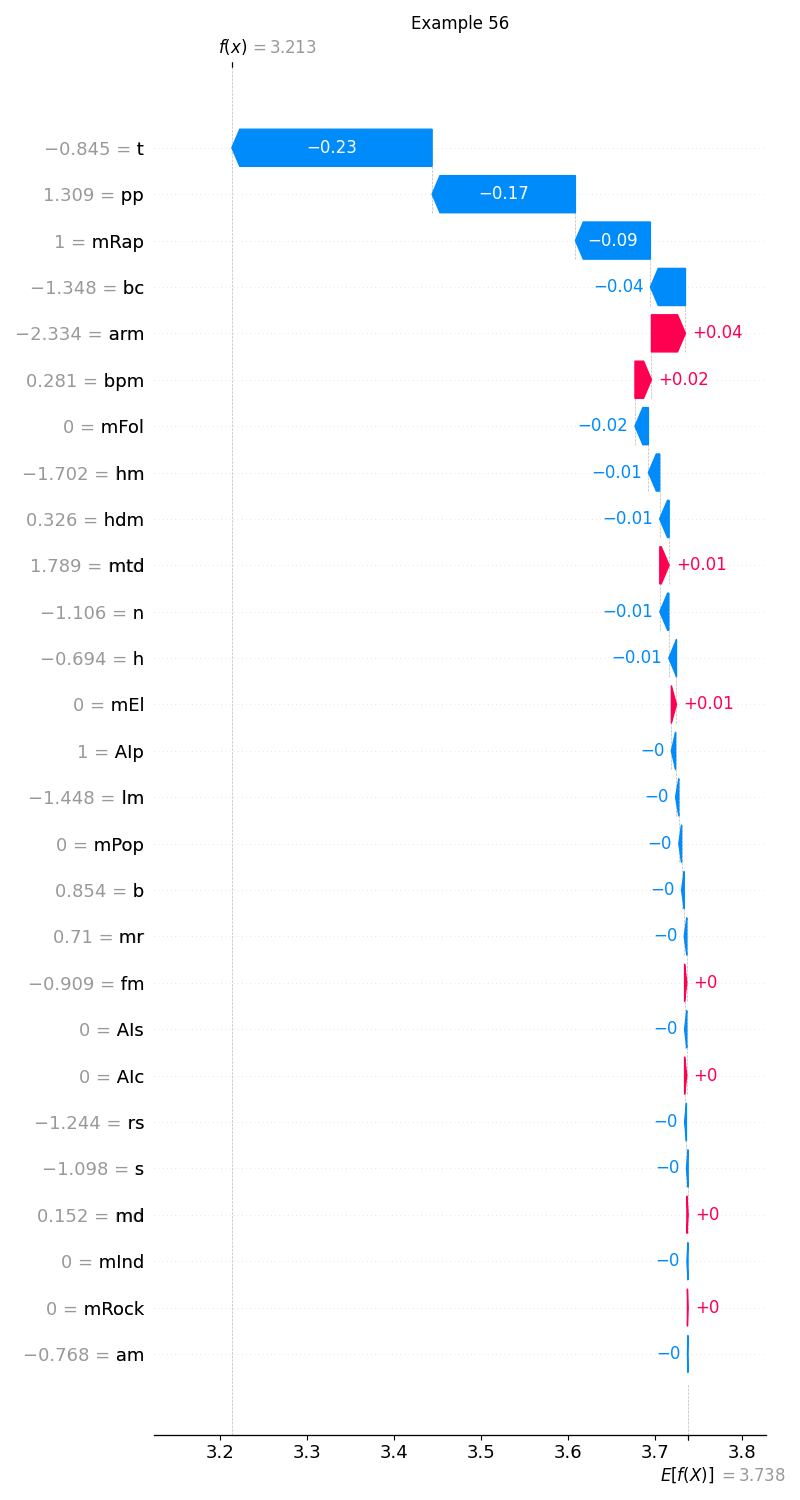 Example 56
f(x) = 3.213
−0.845 = t −0.23
1.309 = pp −0.17
1 = mRap −0.09
−1.348 = bc −0.04
−2.334 = arm +0.04
0.281 = bpm +0.02
0 = mFol −0.02
−1.702 = hm −0.01
0.326 = hdm −0.01
1.789 = mtd +0.01
−1.106 = n −0.01
−0.694 = h −0.01
0 = mEl +0.01
1 = AIp −0
−1.448 = lm −0
0 = mPop −0
0.854 = b −0
0.71 = mr −0
−0.909 = fm +0
0 = AIs −0
0 = AIc +0
−1.244 = rs −0
−1.098 = s −0
0.152 = md +0
0 = mInd −0
0 = mRock +0
−0.768 = am −0
3.2 3.3 3.4 3.5 3.6 3.7 3.8
E[f(X)] = 3.738